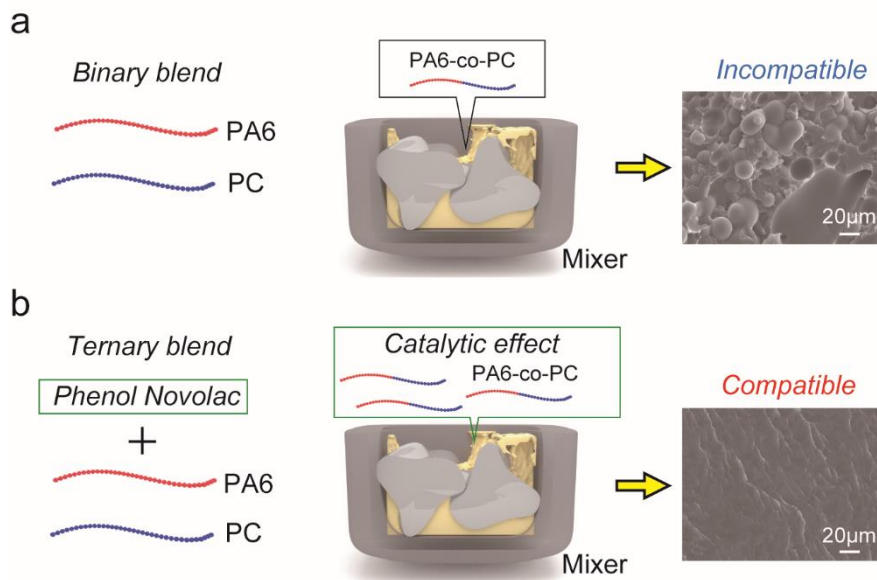 a
Binary blend
PA6
PC
PA6-co-PC
Mixer
Incompatible
20μm
b
Ternary blend
Phenol Novolac
+
PA6
PC
Catalytic effect
PA6-co-PC
Mixer
Compatible
20μm